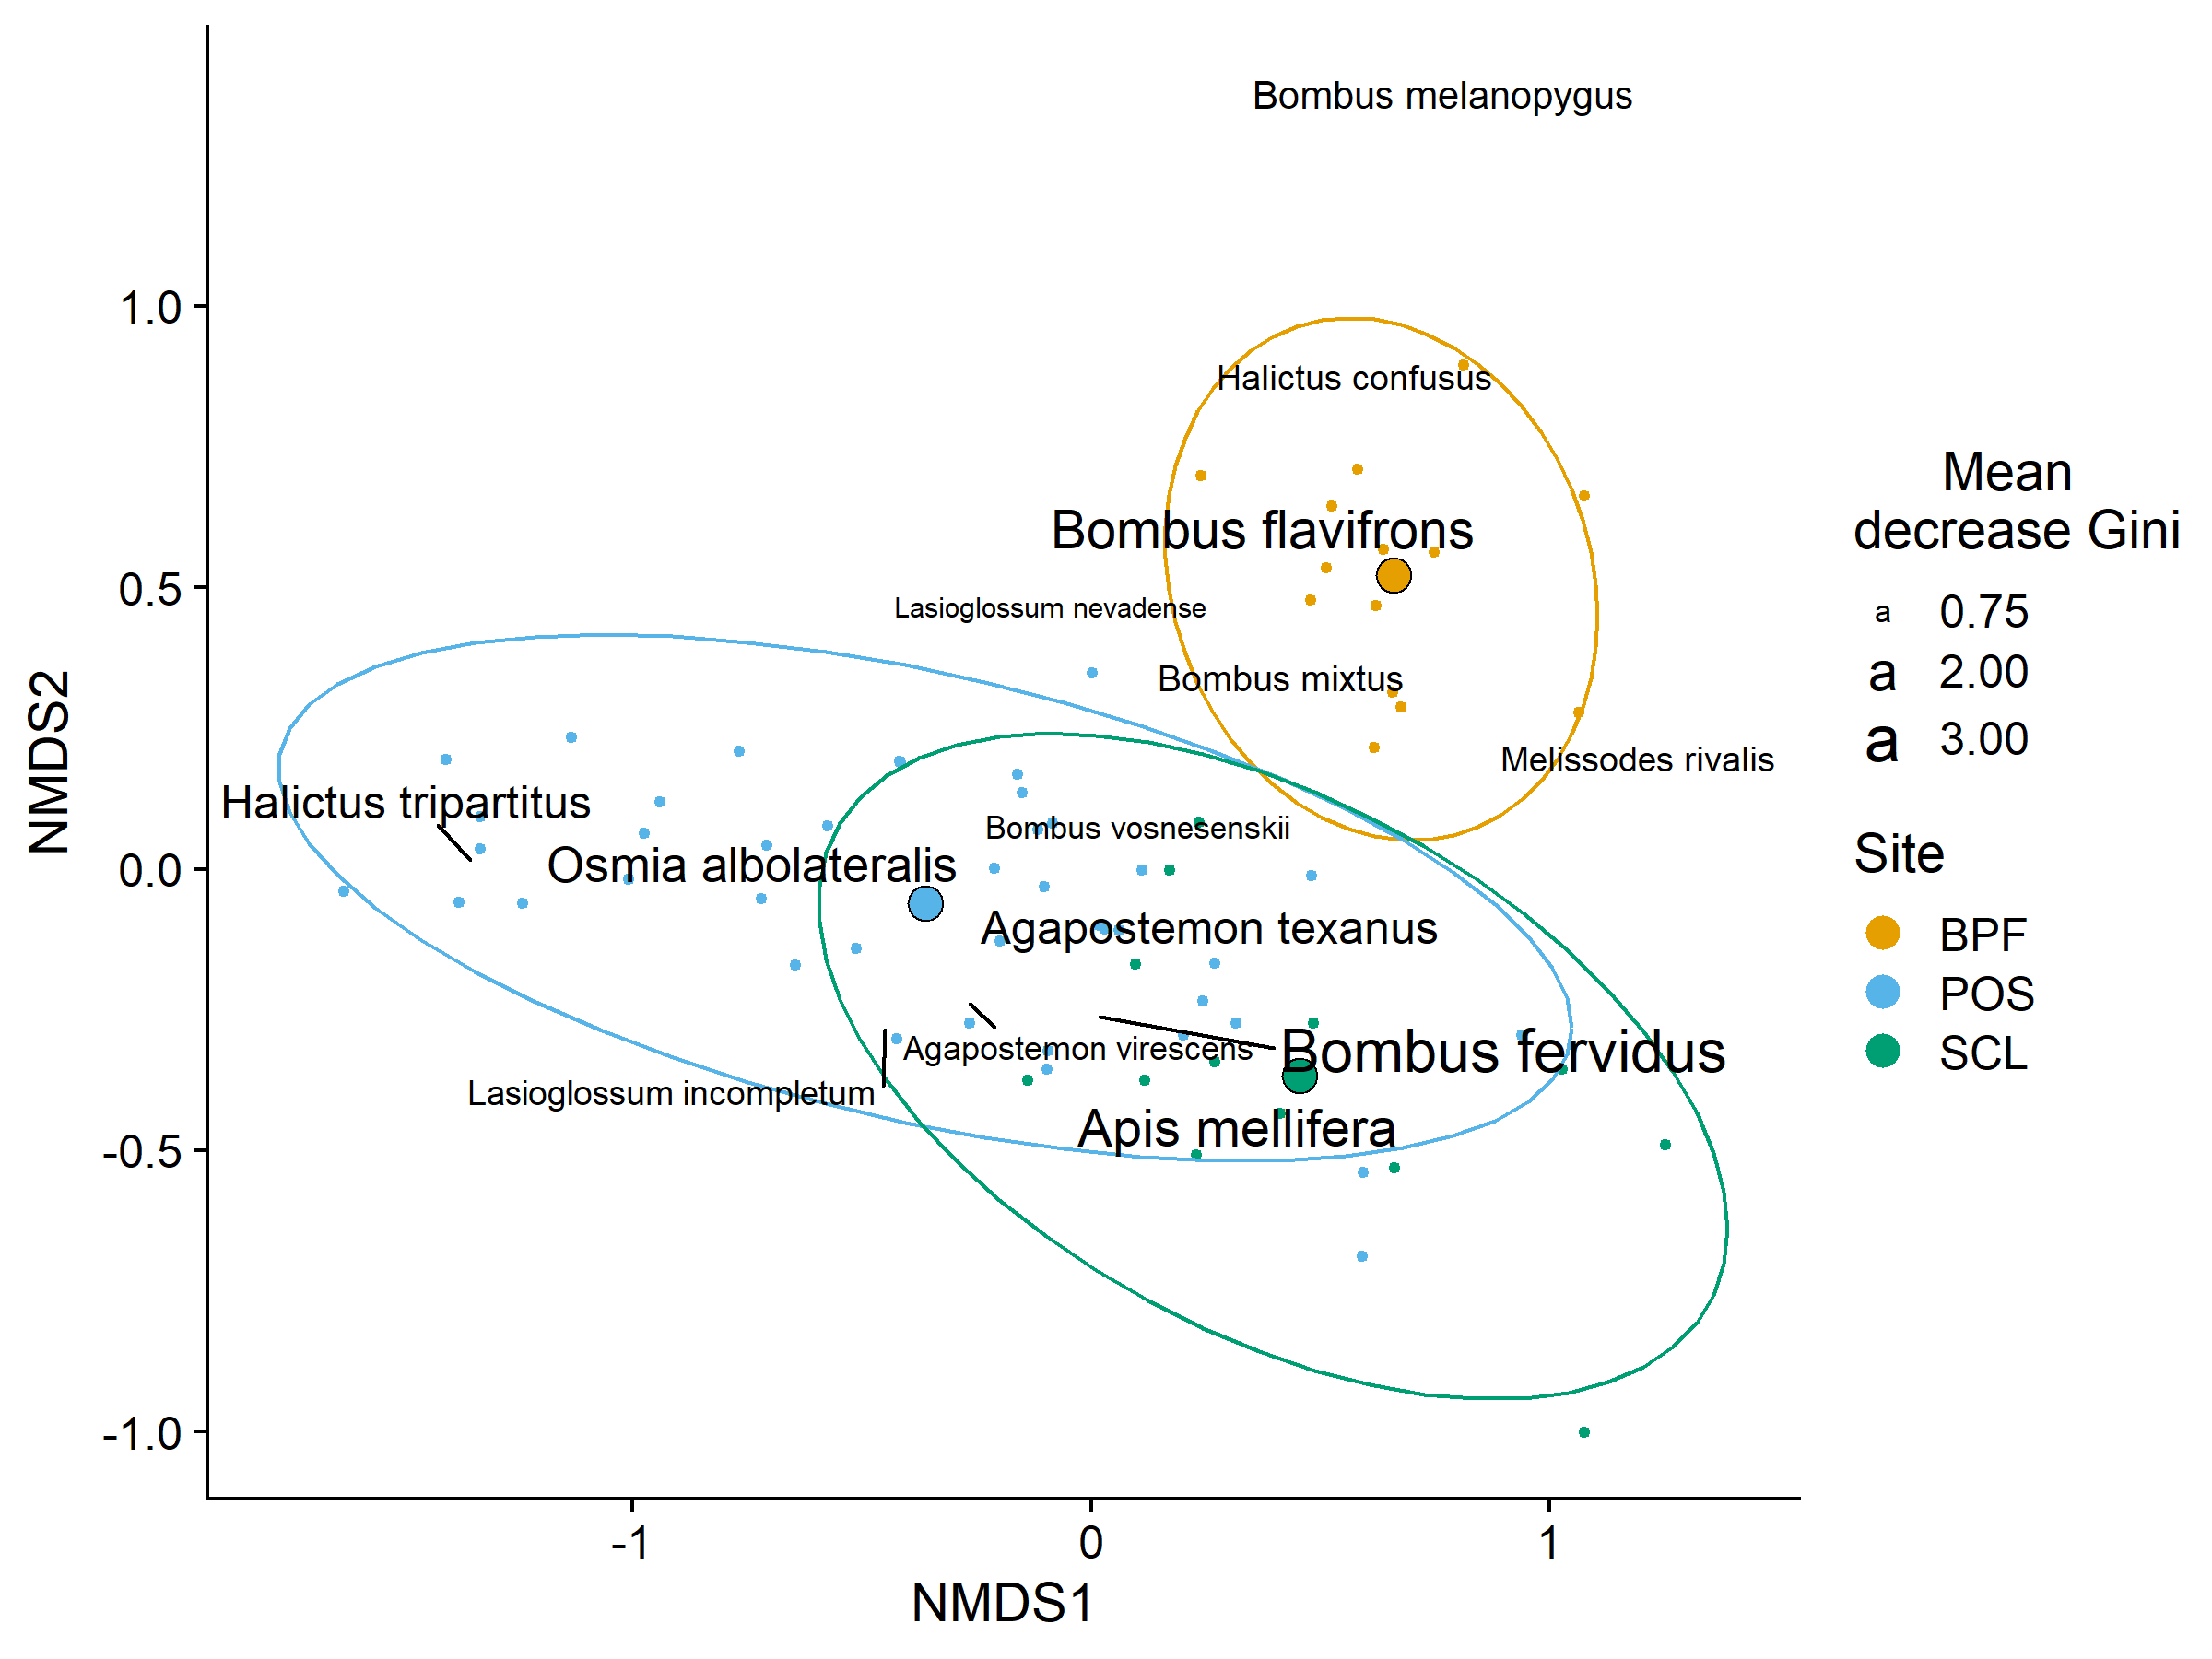 Bombus melanopygus
1.0
Halictus confusus
Mean
decrease Gini
Bombus flavifrons
0.5
Lasioglossum nevadense
a 0.75
a 2.00
a 3.00
Bombus mixtus
NMDS2
Melissodes rivalis
Halictus tripartitus
Bombus vosnesenskii
Site
0.0
Osmia albolateralis
Agapostemon texanus
BPF
POS
SCL
Agapostemon virescens
Bombus fervidus
Lasioglossum incompletum
Apis mellifera
-0.5
-1.0
-1
0
1
NMDS1